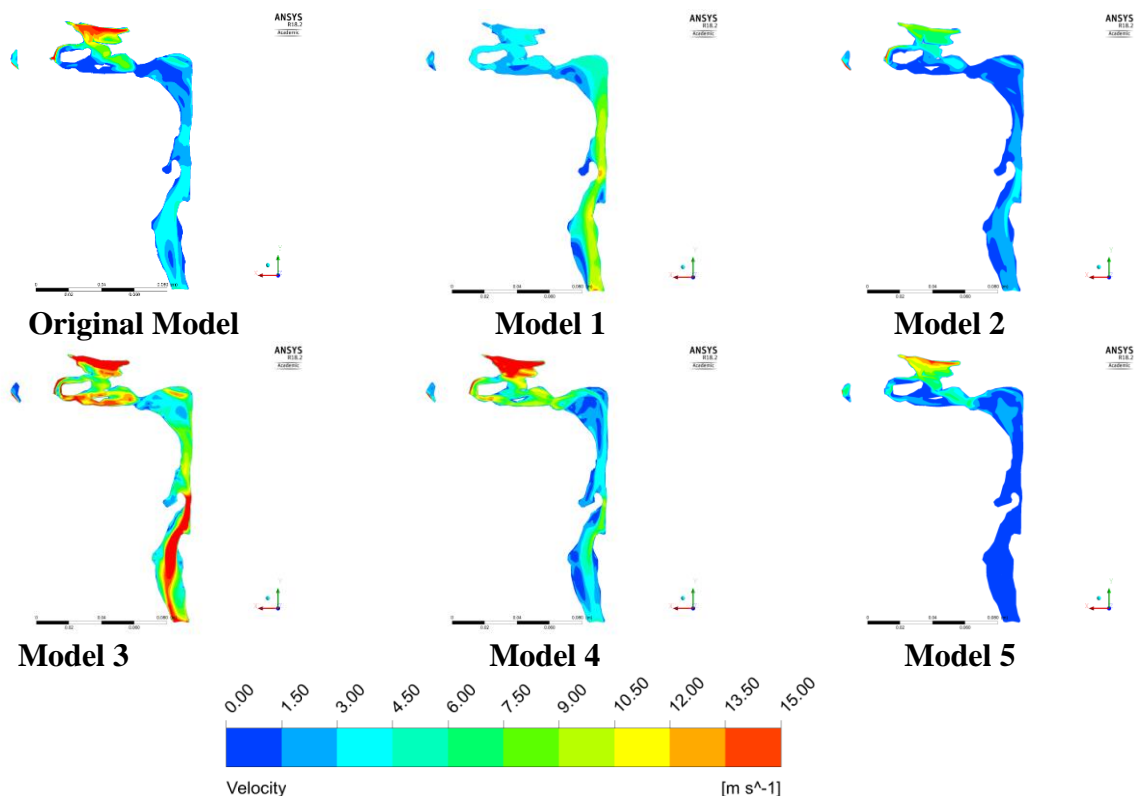 ANSYS
R18.2
Academic
ANSYS
R18.2
Academic
ANSYS
R18.2
Academic
Original Model
Model 1
Model 2
ANSYS
R18.2
Academic
ANSYS
R18.2
Academic
ANSYS
R18.2
Academic
Model 3
Model 4
Model 5
0.00 1.50 3.00 4.50 6.00 7.50 9.00 10.50 12.00 13.50 15.00
Velocity [m s^-1]